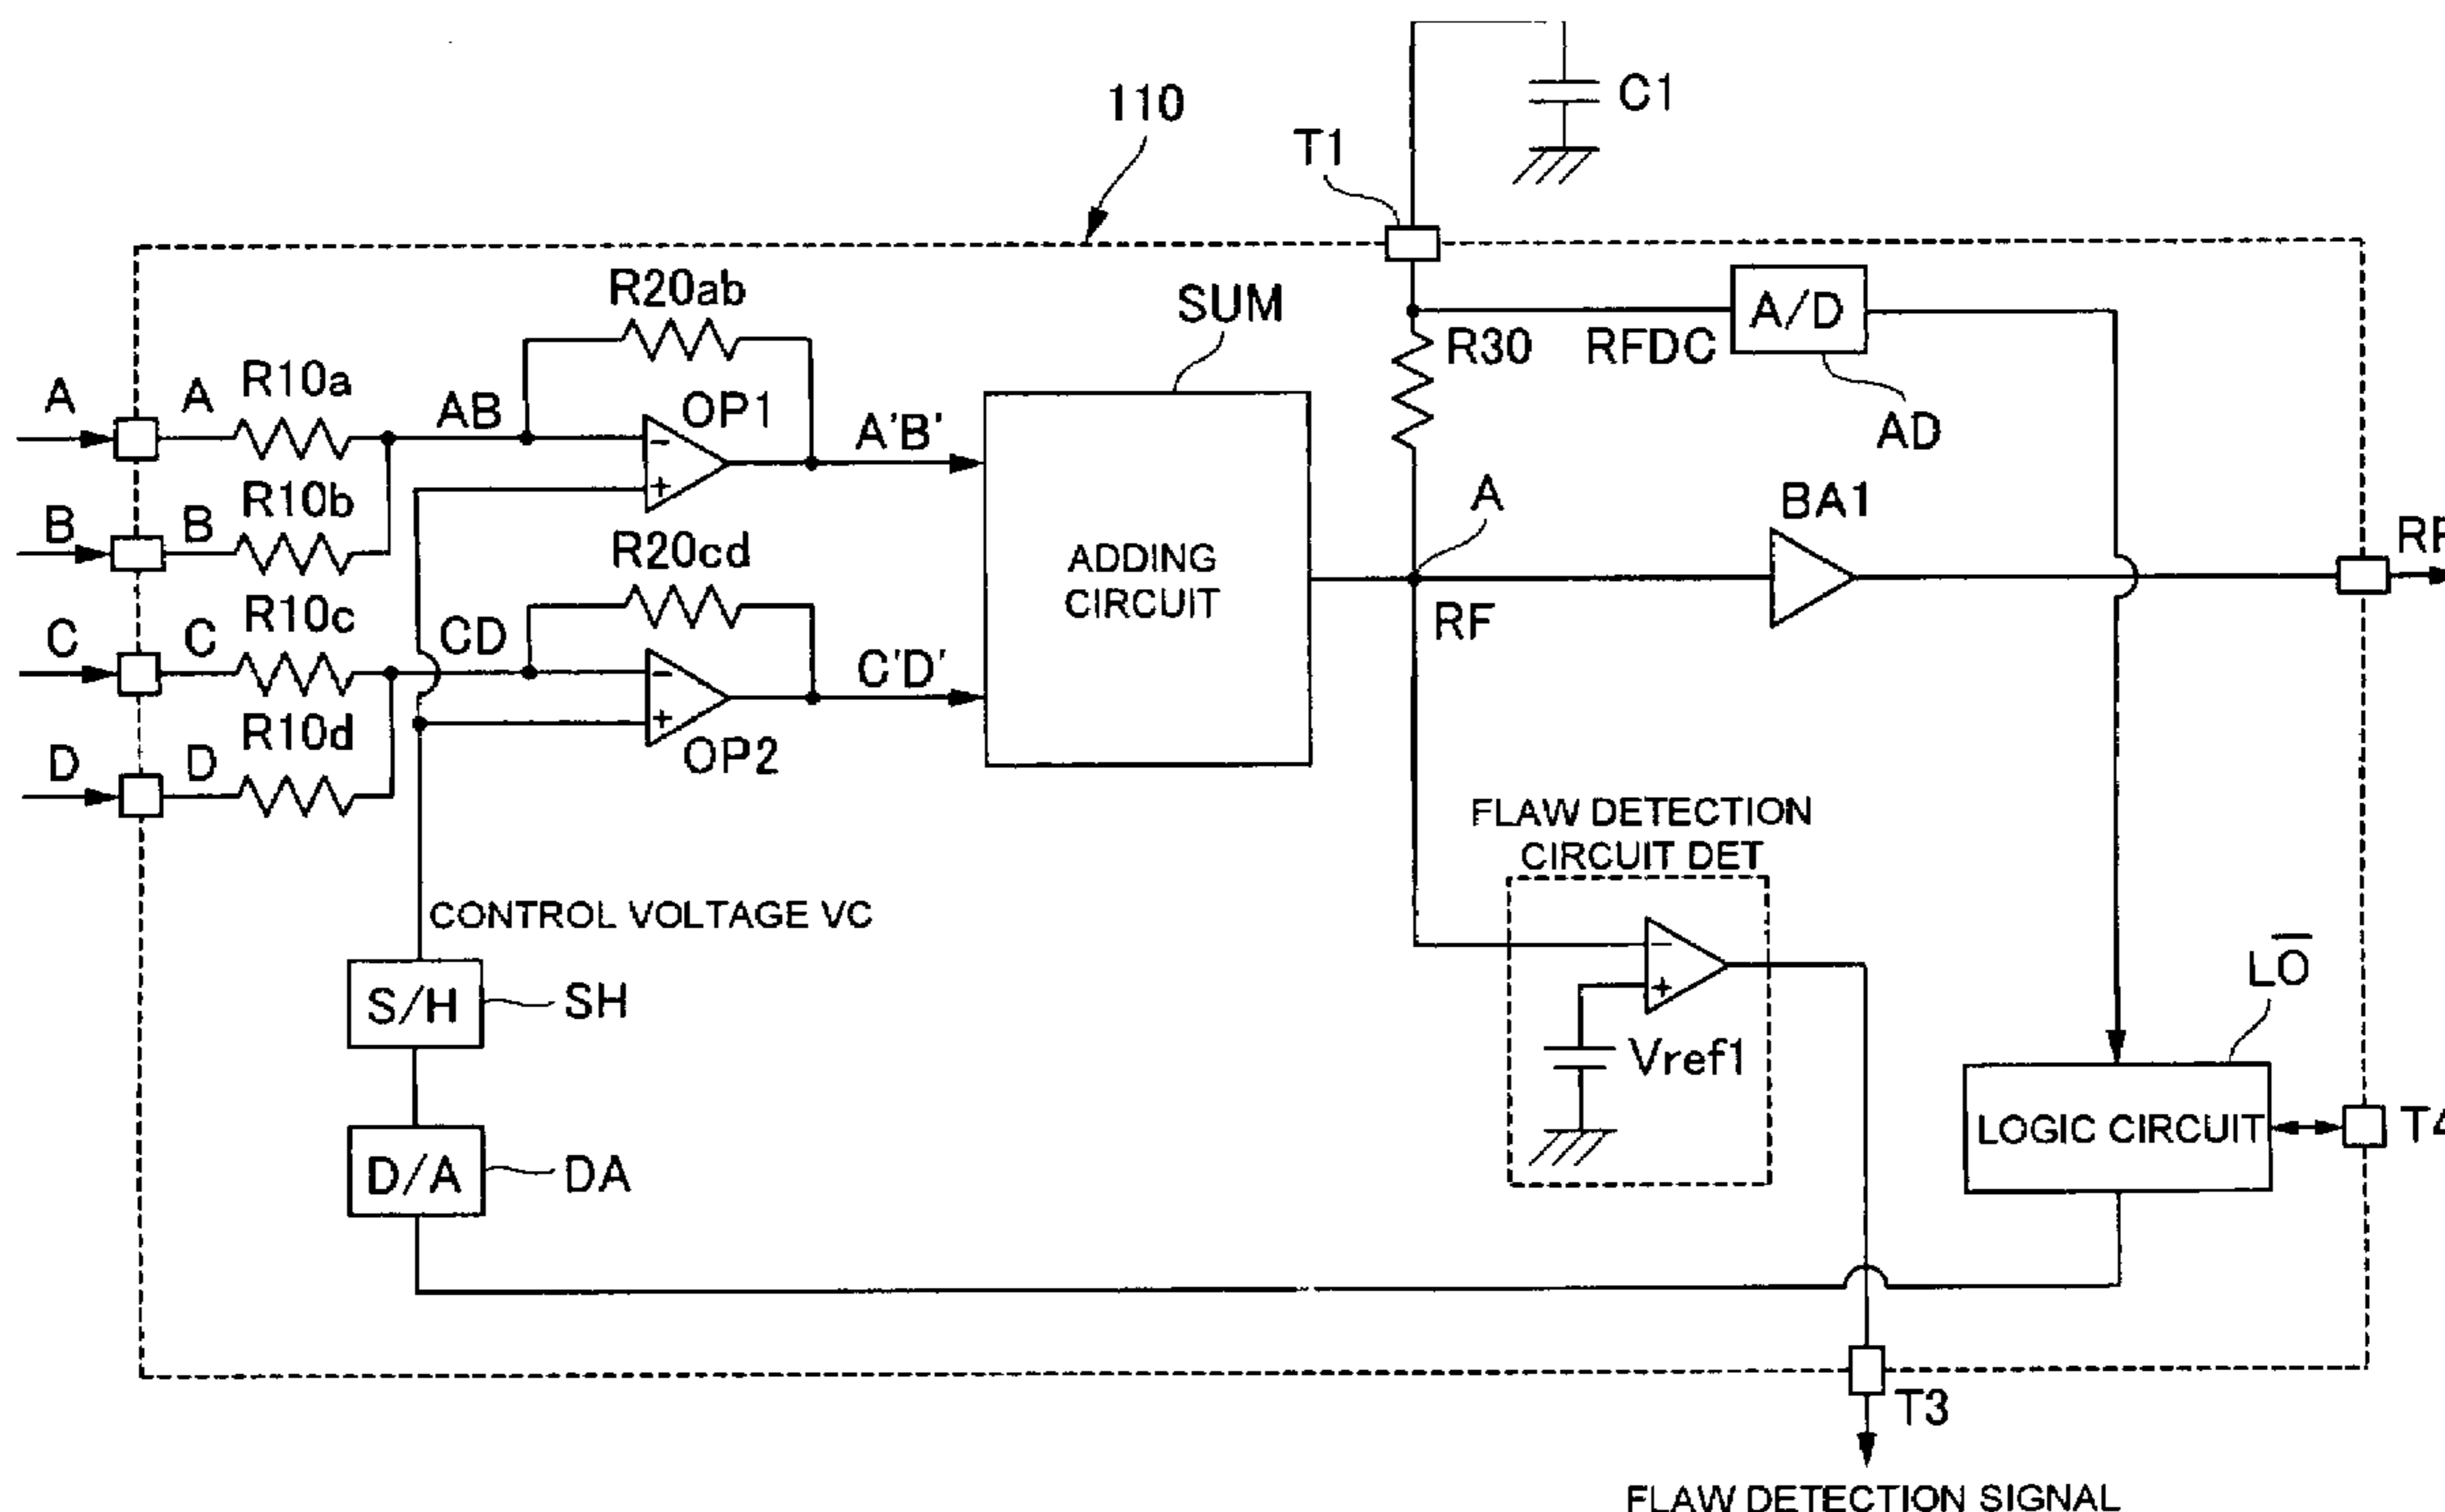 110
C1
T1
R20ab
SUM
A/D
R30
RFDC
AD
A
A
R10a
AB
OP1
-
+
A'B'
B
B
R10b
A
BA1
RF
R20cd
ADDING
CIRCUIT
RF
C
C
R10c
CD
-
+
C'D'
OP2
D
D
R10d
FLAW DETECTION
CIRCUIT DET
CONTROL VOLTAGE VC
-
+
Vref1
S/H
SH
LO
LOGIC CIRCUIT
T4
D/A
DA
T3
FLAW DETECTION SIGNAL